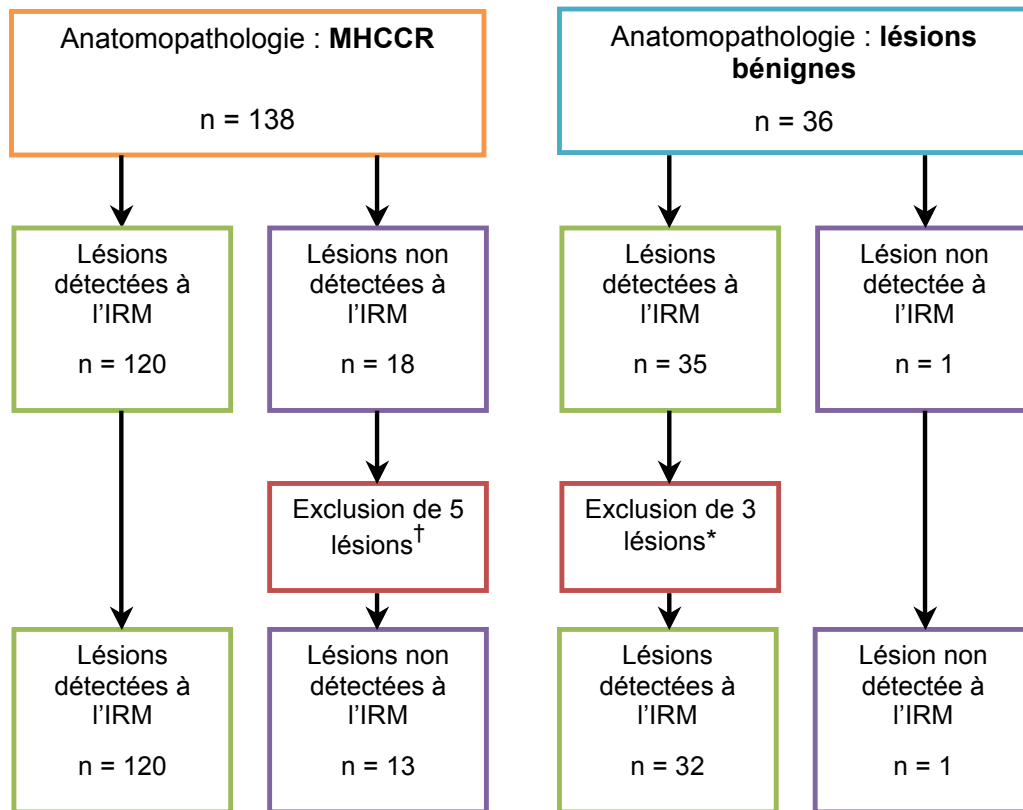 Anatomopathologie : MHCCR
n = 138
Anatomopathologie : lésions
bénignes
n = 36
Lésions
détectées à
l’IRM
n = 120
Lésions non
détectées à
l’IRM
n = 18
Lésions
détectées à
l’IRM
n = 35
Lésion non
détectée à
l’IRM
n = 1
Exclusion de 5
lésions†
Exclusion de 3
lésions*
Lésions
détectées à
l’IRM
n = 120
Lésions non
détectées à
l’IRM
n = 13
Lésions
détectées à
l’IRM
n = 32
Lésion non
détectée à
l’IRM
n = 1